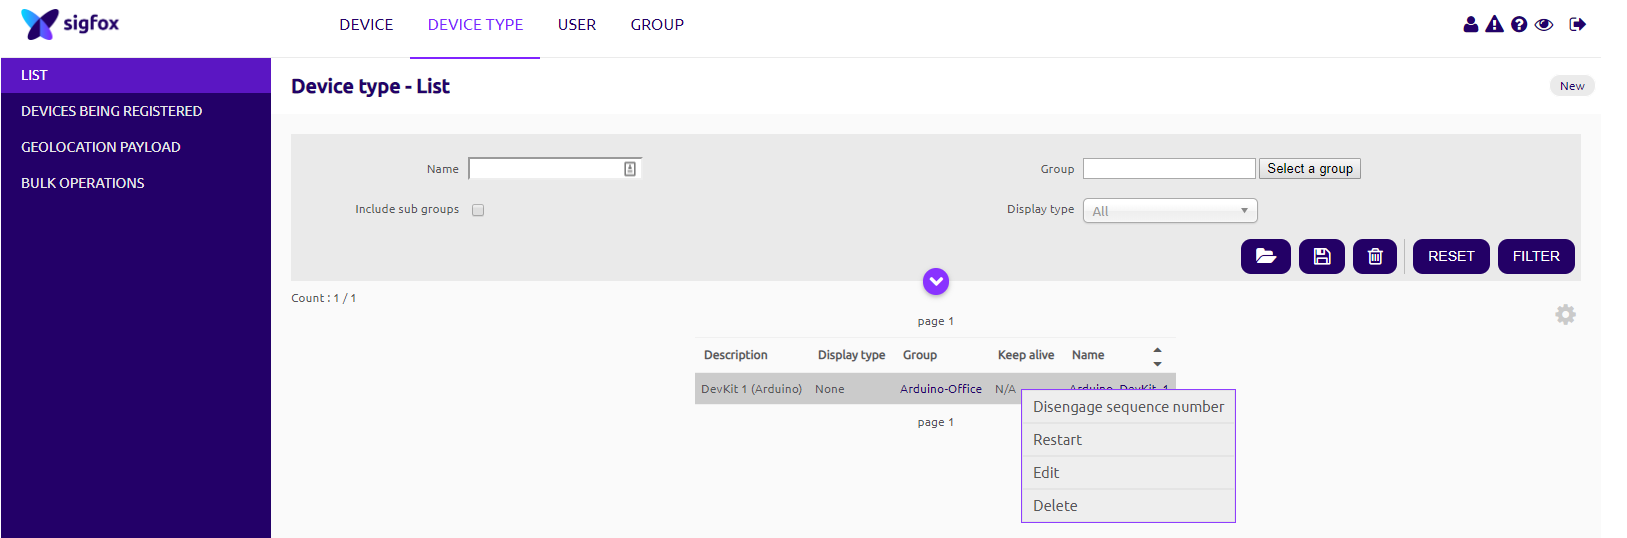 sigfox
DEVICE DEVICE TYPE USER GROUP
LIST
DEVICES BEING REGISTERED
GEOLOCATION PAYLOAD
BULK OPERATIONS
Device type - List
New
Name
Group Select a group
Include sub groups
Display type All
RESET FILTER
Count : 1 / 1
page 1
Description Display type Group Keep alive Name
DevKit 1 (Arduino) None Arduino-Office N/A Arduino_DevKit_1
page 1
Disengage sequence number
Restart
Edit
Delete